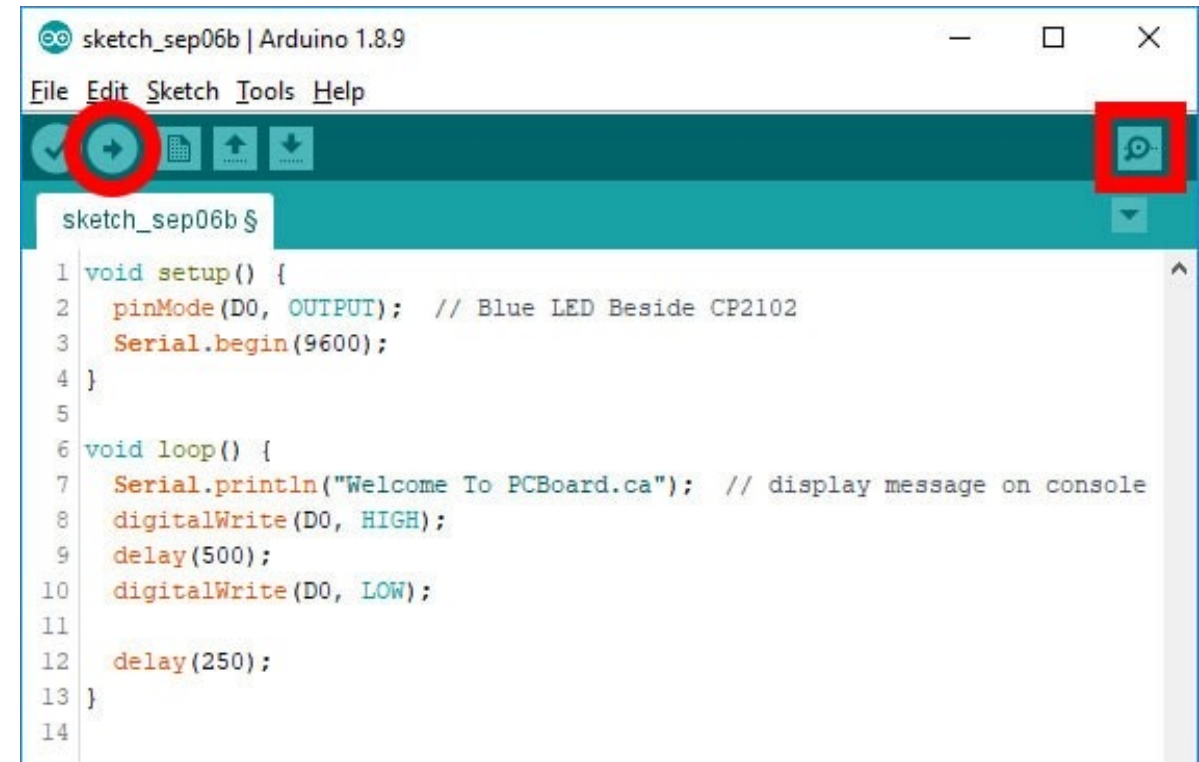 sketch_sep06b | Arduino 1.8.9
File Edit Sketch Tools Help
sketch_sep06b §
1 void setup() {
2 pinMode(D0, OUTPUT); // Blue LED Beside CP2102
3 Serial.begin(9600);
4 }
5
6 void loop() {
7 Serial.println("Welcome To PCBoard.ca"); // display message on console
8 digitalWrite(D0, HIGH);
9 delay(500);
10 digitalWrite(D0, LOW);
11
12 delay(250);
13 }
14